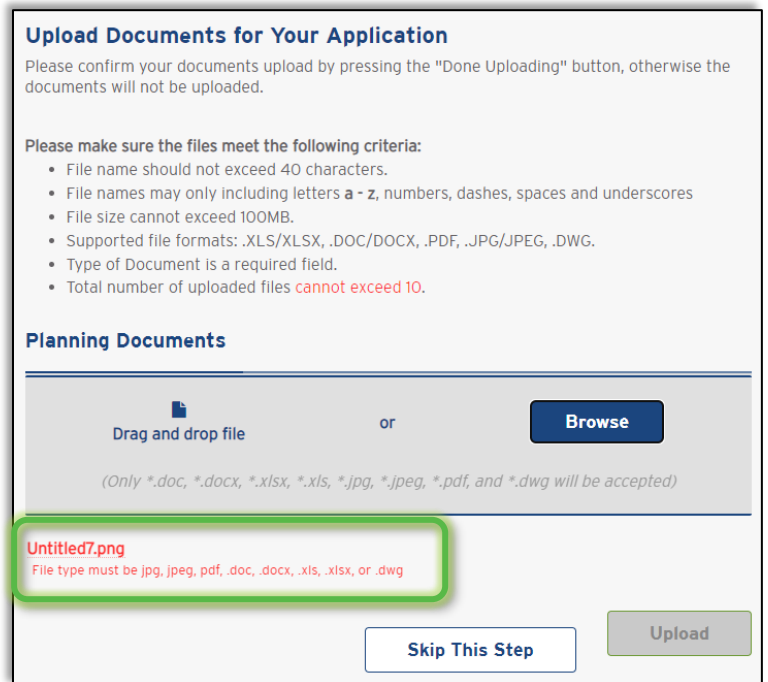 Upload Documents for Your Application
Please confirm your documents upload by pressing the "Done Uploading" button, otherwise the
documents will not be uploaded.
Please make sure the files meet the following criteria:
• File name should not exceed 40 characters.
• File names may only including letters a - z, numbers, dashes, spaces and underscores
• File size cannot exceed 100MB.
• Supported file formats: .XLS/XLSX, .DOC/DOCX, .PDF, .JPG/JPEG, .DWG.
• Type of Document is a required field.
• Total number of uploaded files cannot exceed 10.
Planning Documents
Drag and drop file
or
Browse
(Only *.doc, *.docx, *.xlsx, *.xls, *.jpg, *.jpeg, *.pdf, and *.dwg will be accepted)
Untitled7.png
File type must be jpg, jpeg, pdf, .doc, .docx, .xls, .xlsx, or .dwg
Skip This Step
Upload